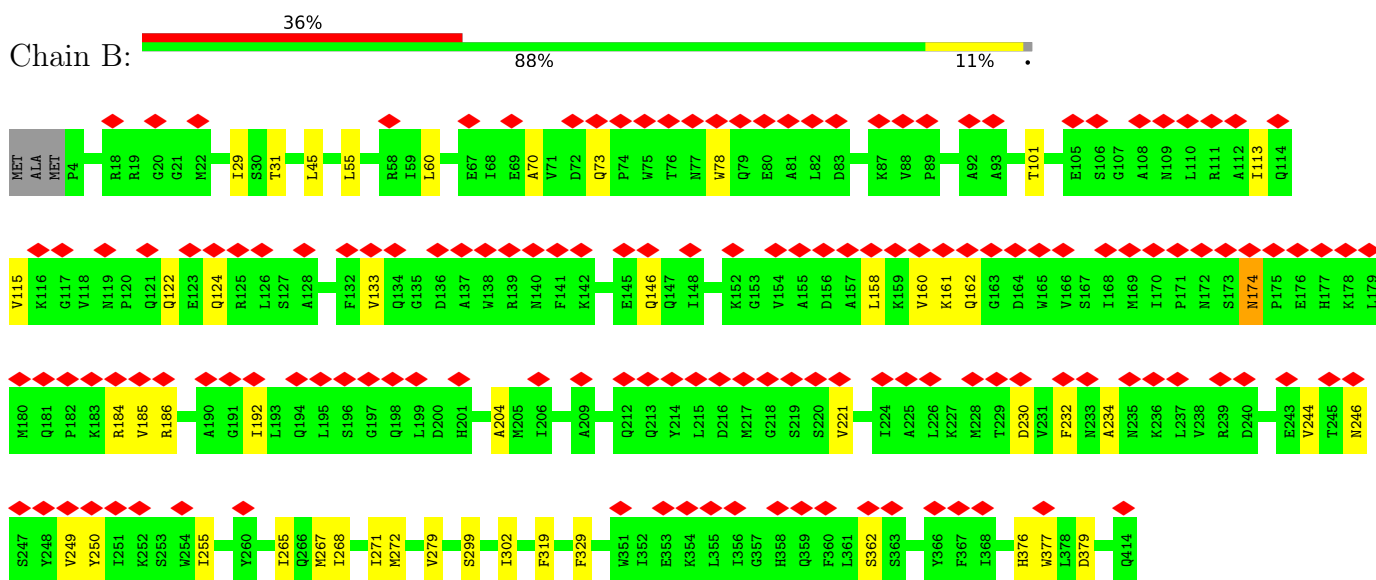 36%
Chain B:
88% 11% •
MET ALA MET P4 R18 R19 G20 G21 M22 I29 S30 T31 L45 L55 R58 I59 L60 E67 I68 E69 A70 V71 D72 Q73 P74 W75 T76 N77 W78 Q79 E80 A81 L82 D83 K87 V88 P89 A92 A93 T101 E105 S106 G107 A108 N109 L110 R111 A112 I113 Q114
V115 K116 G117 V118 N119 P120 Q121 Q122 E123 Q124 R125 L126 S127 A128 F132 V133 Q134 G135 D136 A137 W138 R139 N140 F141 K142 E145 Q146 Q147 I148 K152 G153 V154 A155 D156 A157 L158 K159 V160 K161 Q162 G163 D164 W165 V166 S167 I168 M169 I170 P171 N172 S173 N174 P175 E176 H177 K178 L179
M180 Q181 P182 K183 R184 V185 R186 A190 G191 I192 L193 Q194 L195 S196 G197 Q198 L199 D200 H201 A204 M205 I206 A209 Q212 Q213 Y214 L215 D216 M217 G218 S219 S220 V221 I224 A225 L226 K227 M228 T229 D230 V231 F232 N233 A234 N235 K236 L237 V238 R239 D240 E243 V244 T245 N246
S247 Y248 V249 Y250 I251 K252 S253 W254 I255 Y260 I265 Q266 M267 I268 I271 M272 V279 S299 I302 F319 F329 W351 I352 E353 K354 L355 I356 G357 H358 Q359 F360 L361 S362 S363 Y366 F367 I368 H376 W377 L378 D379 Q414